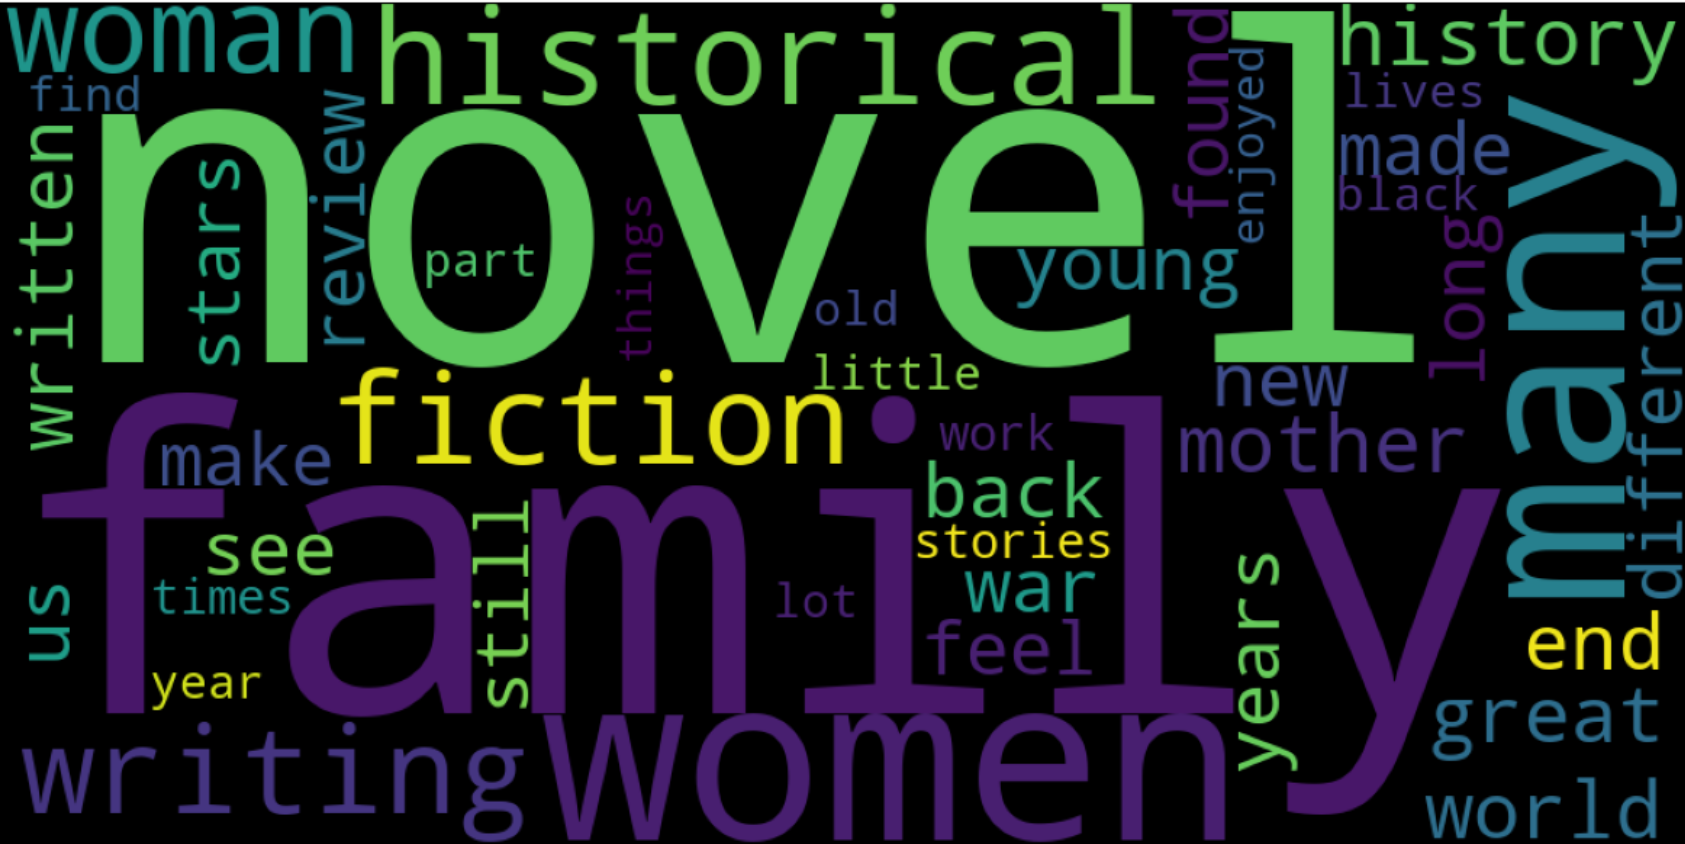 woman
historical
history
find
found
enjoyed
lives
novel
written
stars
review
made
black
many
part
things
young
old
long
different
little
fiction
new
work
mother
make
family
back
see
still
stories
times
us
lot
war
feel
years
end
year
great
writing
women
world